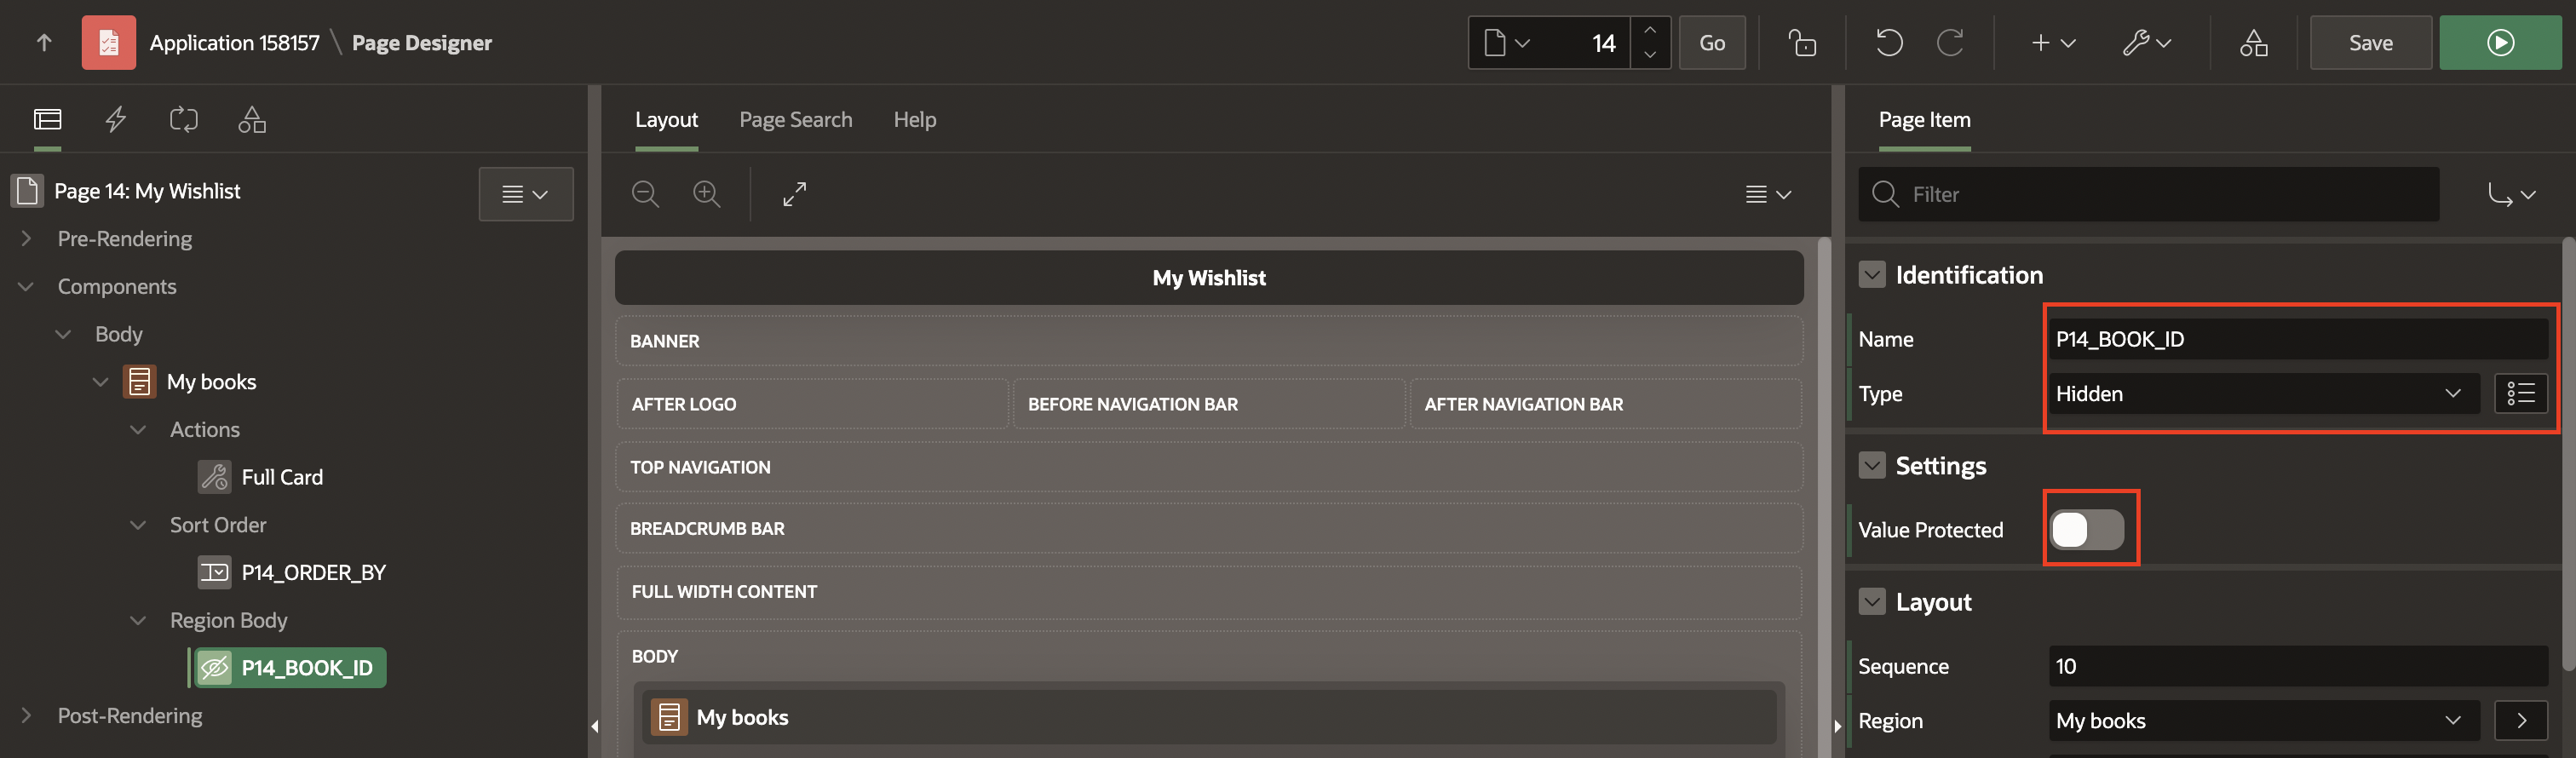 Application 158157 \ Page Designer
14
Go
Save
Layout
Page Search
Help
Page Item
Page 14: My Wishlist
Pre-Rendering
Components
Body
My books
Actions
Full Card
Sort Order
P14_ORDER_BY
Region Body
P14_BOOK_ID
Post-Rendering
My Wishlist
BANNER
AFTER LOGO
BEFORE NAVIGATION BAR
AFTER NAVIGATION BAR
TOP NAVIGATION
BREADCRUMB BAR
FULL WIDTH CONTENT
BODY
My books
Filter
Identification
Name
P14_BOOK_ID
Type
Hidden
Settings
Value Protected
Layout
Sequence
10
Region
My books